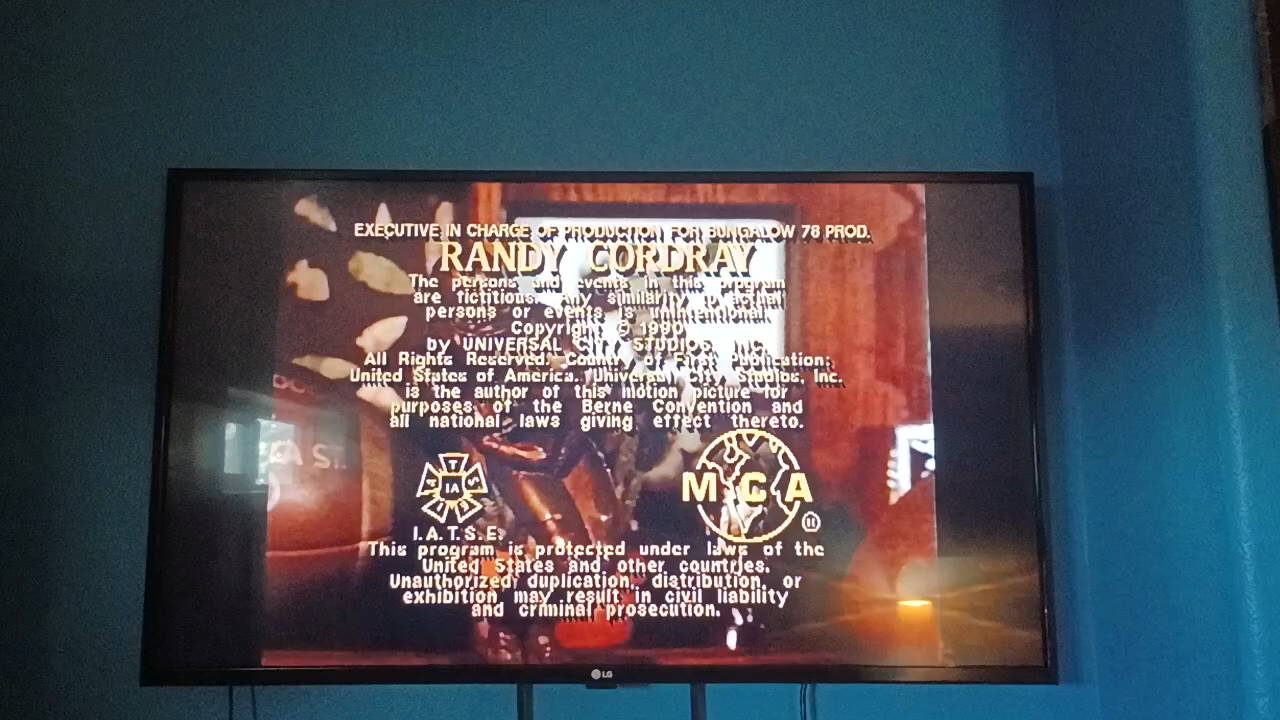 EXECUTIVE IN CHARGE OF PRODUCTION FOR BUNGALOW 78 PROD.
RANDY CORDRAY
The persons and events in this program
are fictitious. Any similarity to actual
persons or events is unintentional.
Copyright © 1990
by UNIVERSAL CITY STUDIOS, INC.
All Rights Reserved. Country of First Publication:
United States of America. Universal City Studios, Inc.
is the author of this motion picture for
purposes of the Berne Convention and
all national laws giving effect thereto.
IA
I.A.T.S.E.
MCA
®
This program is protected under laws of the
United States and other countries.
Unauthorized duplication, distribution, or
exhibition may result in civil liability
and criminal prosecution.
LG